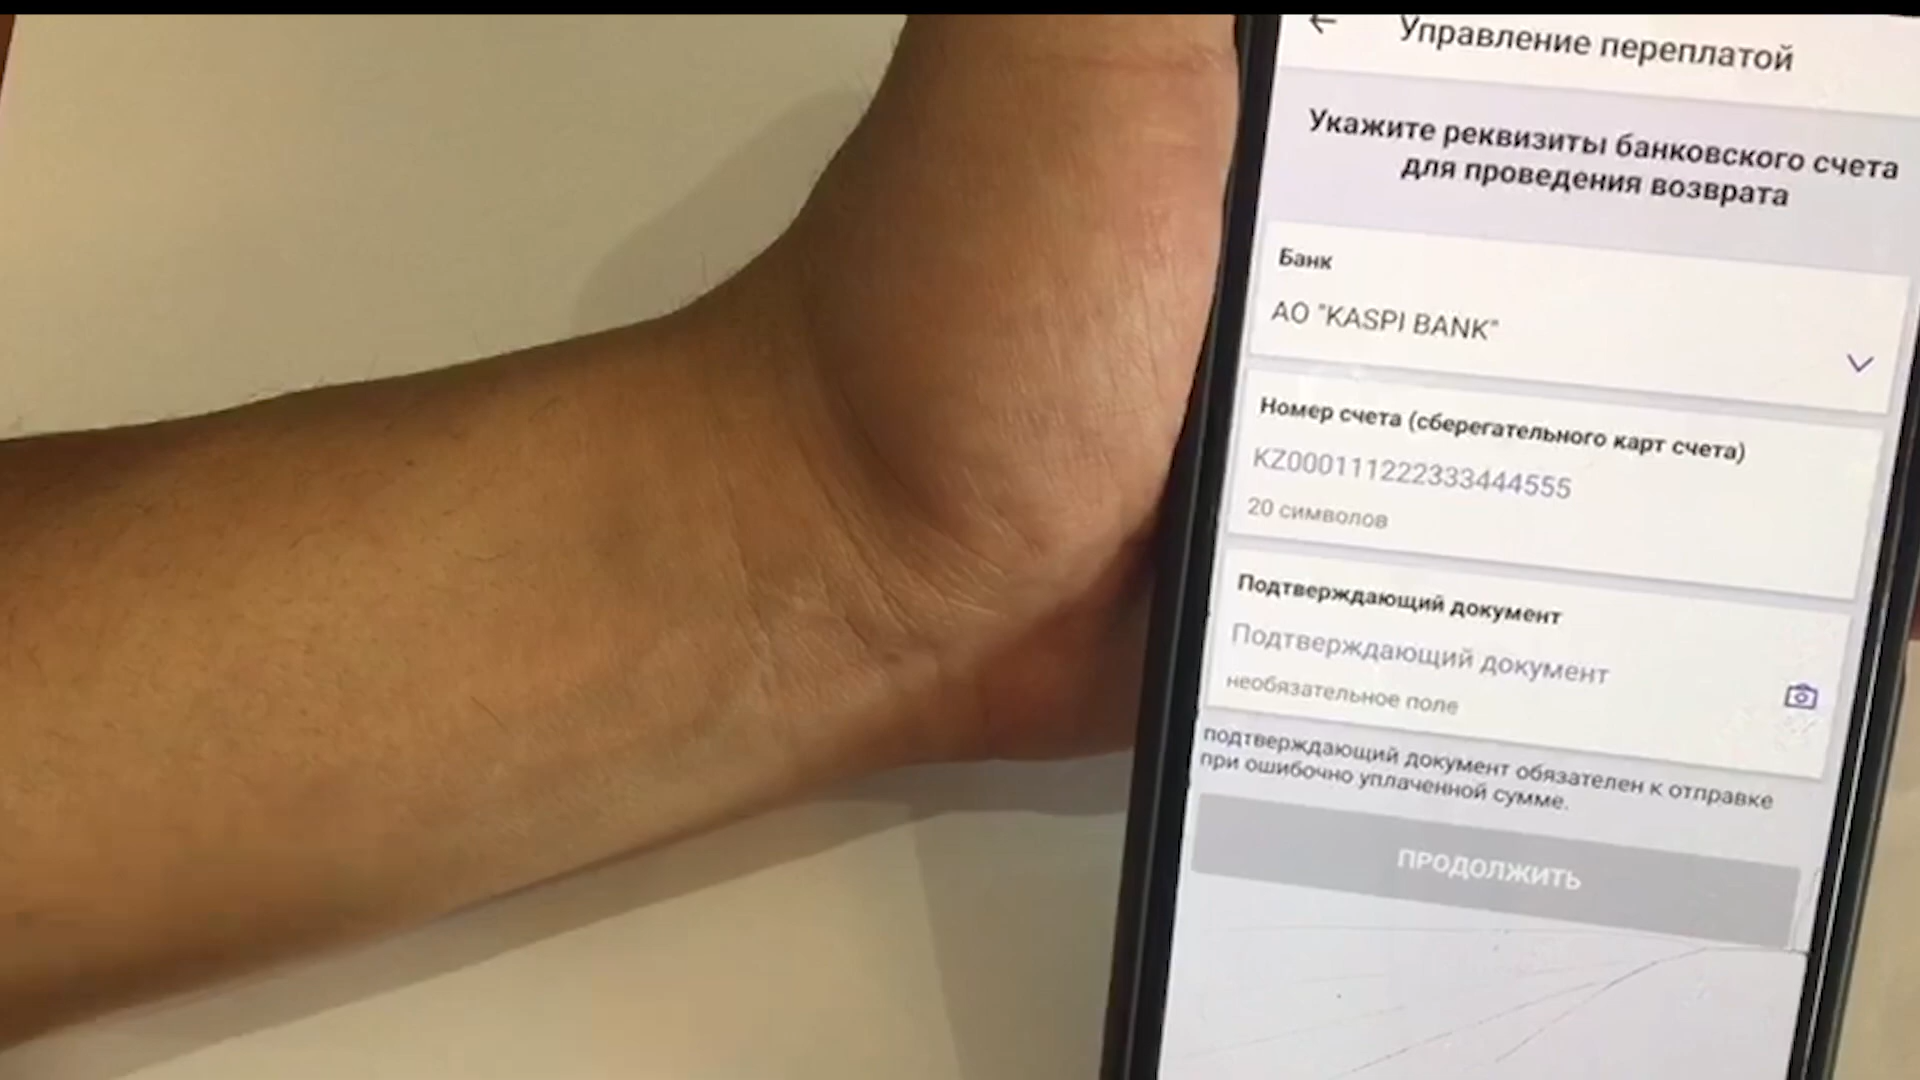 Управление переплатой
Укажите реквизиты банковского счета
для проведения возврата
Банк
АО "KASPI BANK"
Номер счета (сберегательного карт счета)
KZ000111222333444555
20 символов
Подтверждающий документ
Подтверждающий документ
необязательное поле
подтверждающий документ обязателен к отправке
при ошибочно уплаченной сумме.
ПРОДОЛЖИТЬ